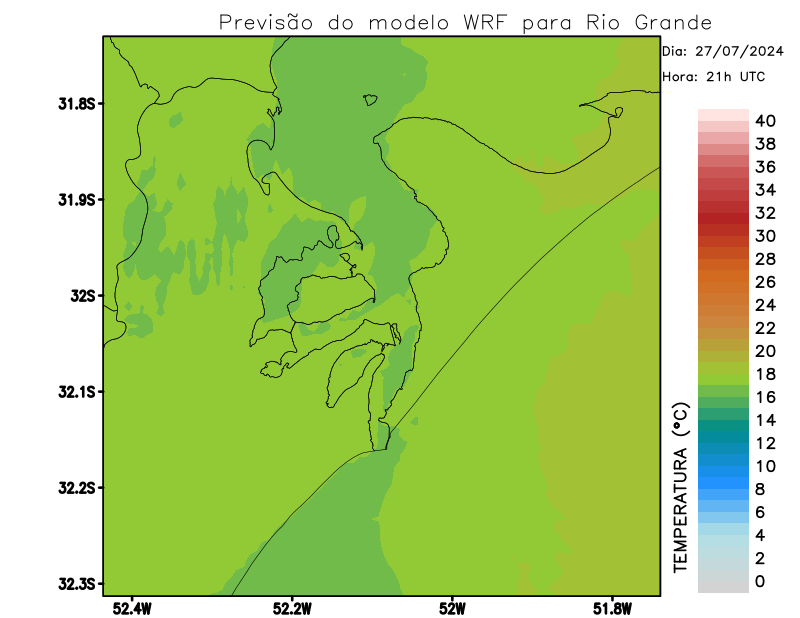 Previsão do modelo WRF para Rio Grande
Dia: 27/07/2024
Hora: 21h UTC
31.8S
31.9S
32S
32.1S
32.2S
32.3S
52.4W
52.2W
52W
51.8W
TEMPERATURA (°C)
40
38
36
34
32
30
28
26
24
22
20
18
16
14
12
10
8
6
4
2
0